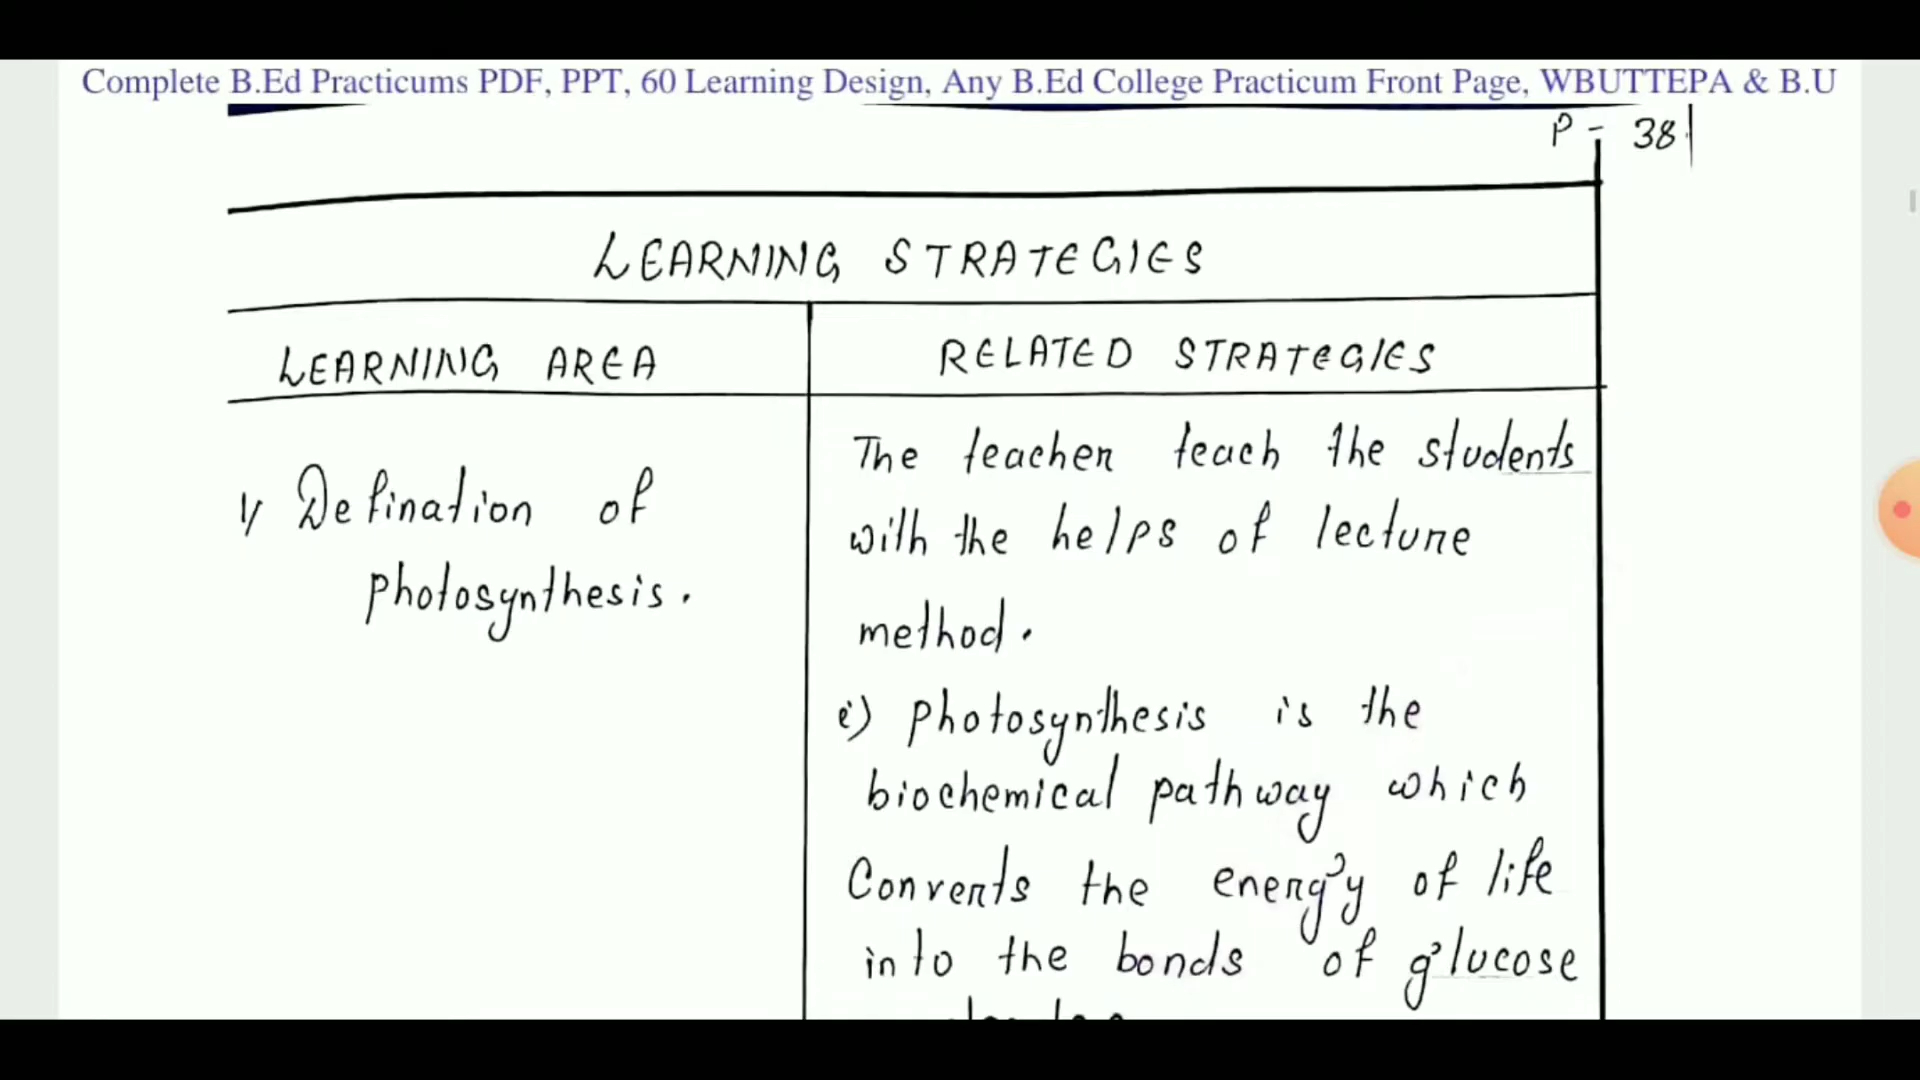 Complete B.Ed Practicums PDF, PPT, 60 Learning Design, Any B.Ed College Practicum Front Page, WBUTTEPA & B.U
P - 38
LEARNING STRATEGIES
LEARNING AREA
RELATED STRATEGIES
1) Defination of
photosynthesis.
The teacher teach the students
with the helps of lecture
method.
i) photosynthesis is the
biochemical pathway which
Converts the energy of life
into the bonds of glucose